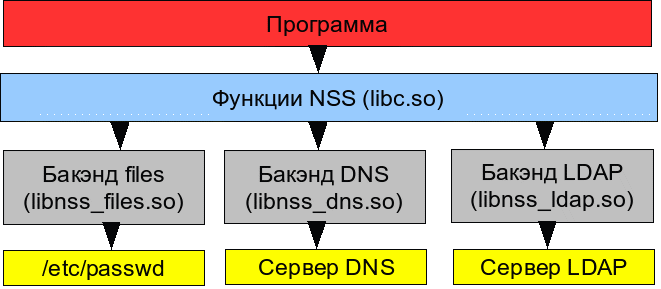 Программа
Функции NSS (libc.so)
Бакэнд files
(libnss_files.so)
Бакэнд DNS
(libnss_dns.so)
Бакэнд LDAP
(libnss_ldap.so)
/etc/passwd
Сервер DNS
Сервер LDAP